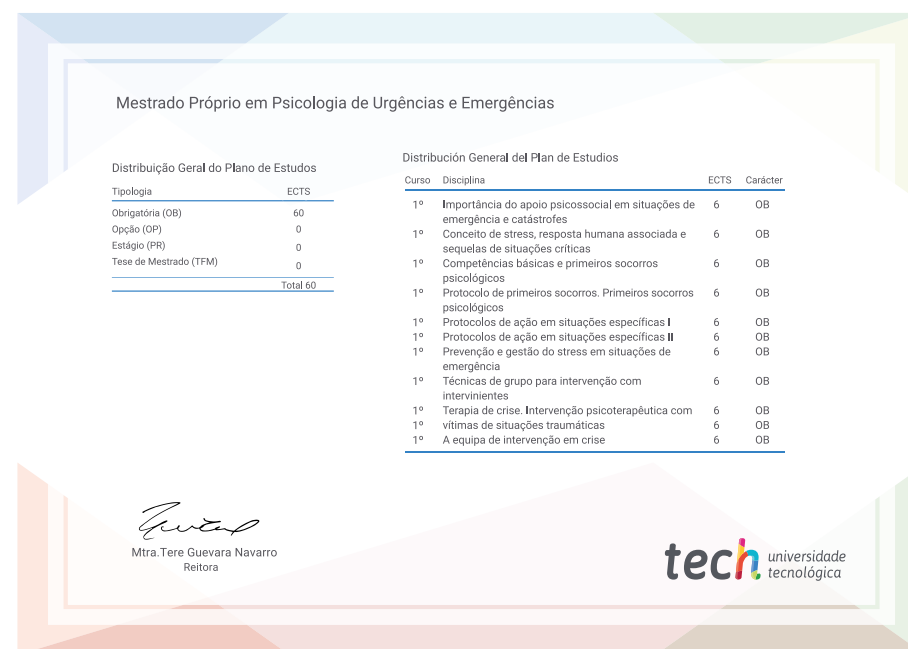 Mestrado Próprio em Psicologia de Urgências e Emergências
Distribuição Geral do Plano de Estudos
Tipologia ECTS
Obrigatória (OB) 60
Opção (OP) 0
Estágio (PR) 0
Tese de Mestrado (TFM) 0
Total 60
Distribución General del Plan de Estudios
Curso Disciplina ECTS Carácter
1º Importância do apoio psicossocial em situações de 6 OB
emergência e catástrofes
1º Conceito de stress, resposta humana associada e 6 OB
sequelas de situações críticas
1º Competências básicas e primeiros socorros 6 OB
psicológicos
1º Protocolo de primeiros socorros. Primeiros socorros 6 OB
psicológicos
1º Protocolos de ação em situações específicas I 6 OB
1º Protocolos de ação em situações específicas II 6 OB
1º Prevenção e gestão do stress em situações de 6 OB
emergência
1º Técnicas de grupo para intervenção com 6 OB
intervinientes
1º Terapia de crise. Intervenção psicoterapêutica com 6 OB
1º vítimas de situações traumáticas 6 OB
1º A equipa de intervenção em crise 6 OB
Mtra.Tere Guevara Navarro
Reitora
tech universidade
tecnológica